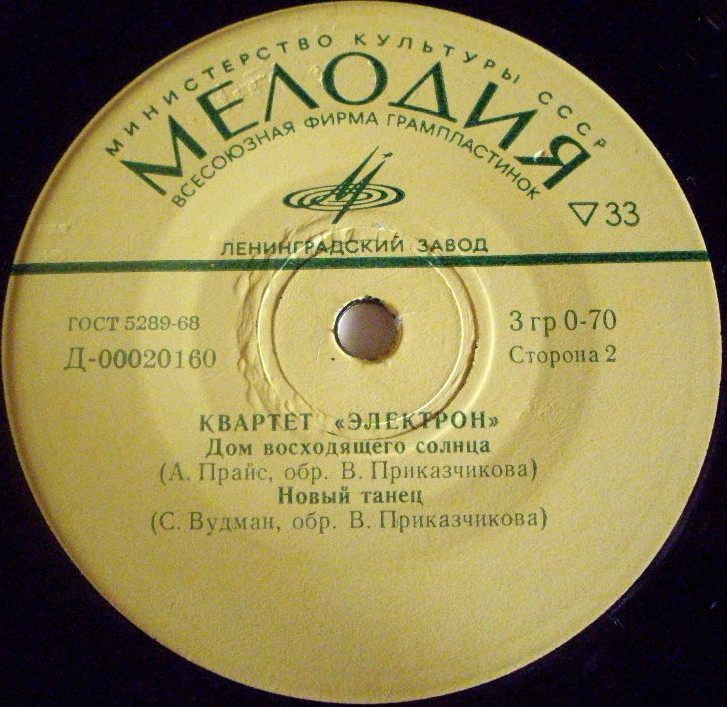 МИНИСТЕРСТВО КУЛЬТУРЫ СССР
МЕЛОДИЯ
ВСЕСОЮЗНАЯ ФИРМА ГРАМПЛАСТИНОК
▽33
ЛЕНИНГРАДСКИЙ ЗАВОД
ГОСТ 5289-68
3 гр 0-70
Д-00020160
Сторона 2
КВАРТЕТ «ЭЛЕКТРОН»
Дом восходящего солнца
(А. Прайс, обр. В. Приказчикова)
Новый танец
(С. Вудман, обр. В. Приказчикова)